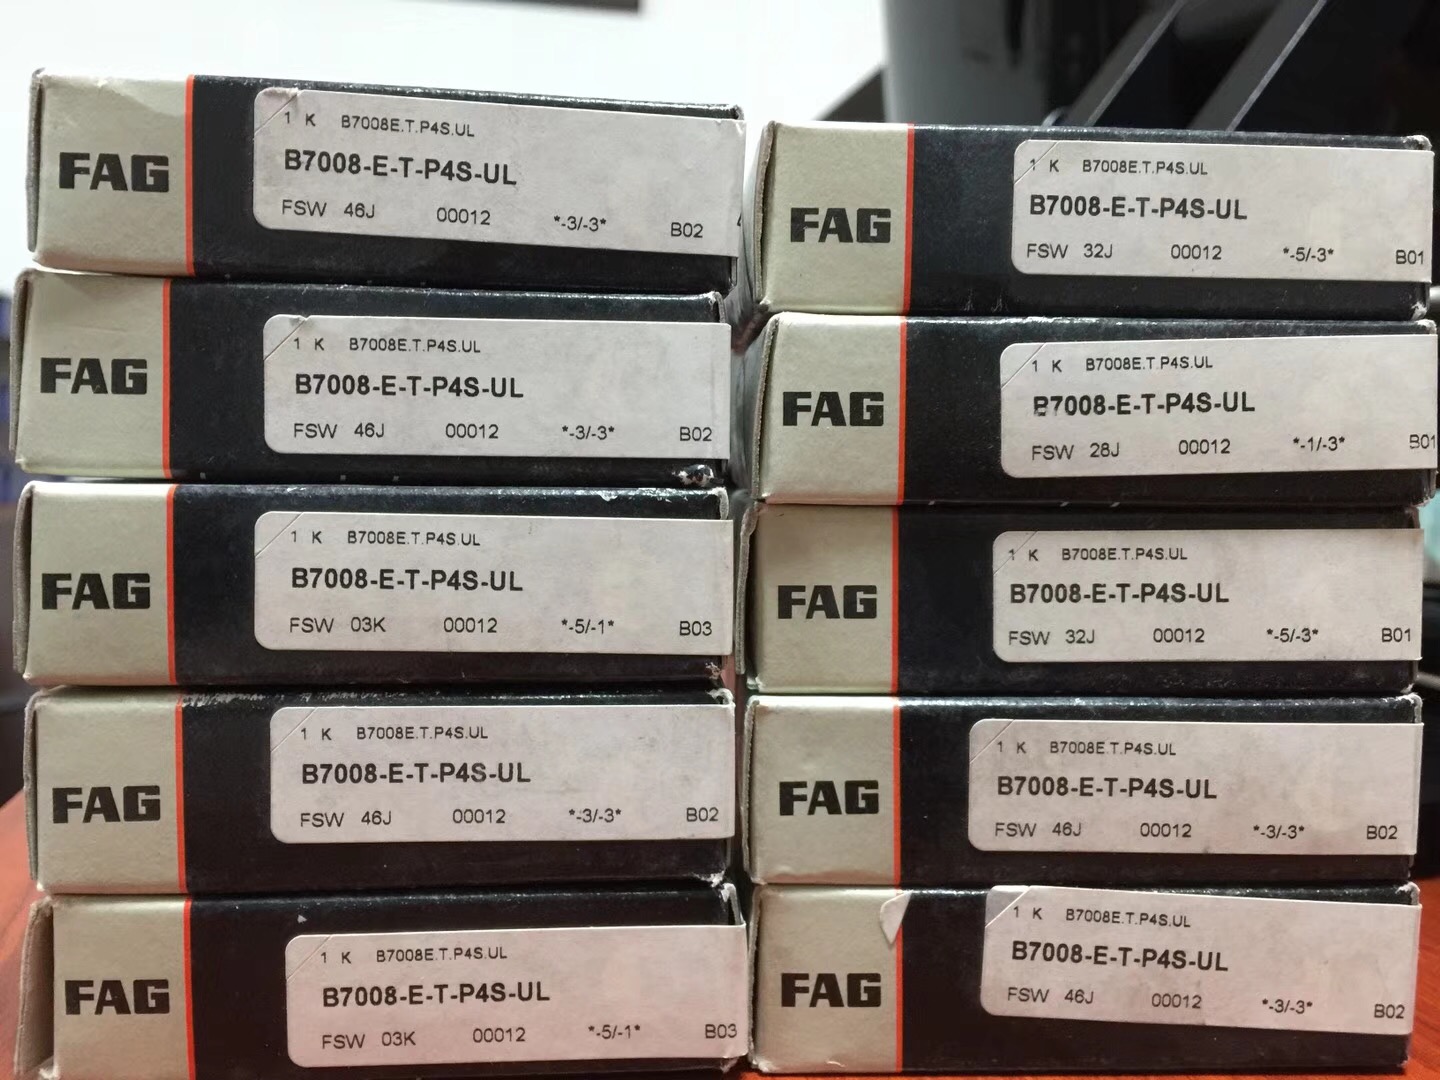 FAG
1 K B7008E.T.P4S.UL
B7008-E-T-P4S-UL
FSW 46J 00012 *-3/-3* B02
FAG
1 K B7008E.T.P4S.UL
B7008-E-T-P4S-UL
FSW 46J 00012 *-3/-3* B02
FAG
1 K B7008E.T.P4S.UL
B7008-E-T-P4S-UL
FSW 03K 00012 *-5/-1* B03
FAG
1 K B7008E.T.P4S.UL
B7008-E-T-P4S-UL
FSW 46J 00012 *-3/-3* B02
FAG
1 K B7008E.T.P4S.UL
B7008-E-T-P4S-UL
FSW 03K 00012 *-5/-1* B03
FAG
1 K B7008E.T.P4S.UL
B7008-E-T-P4S-UL
FSW 32J 00012 *-5/-3* B01
FAG
1 K B7008E.T.P4S.UL
B7008-E-T-P4S-UL
FSW 28J 00012 *-1/-3* B01
FAG
1 K B7008E.T.P4S.UL
B7008-E-T-P4S-UL
FSW 32J 00012 *-5/-3* B01
FAG
1 K B7008E.T.P4S.UL
B7008-E-T-P4S-UL
FSW 46J 00012 *-3/-3* B02
FAG
1 K B7008E.T.P4S.UL
B7008-E-T-P4S-UL
FSW 46J 00012 *-3/-3* B02